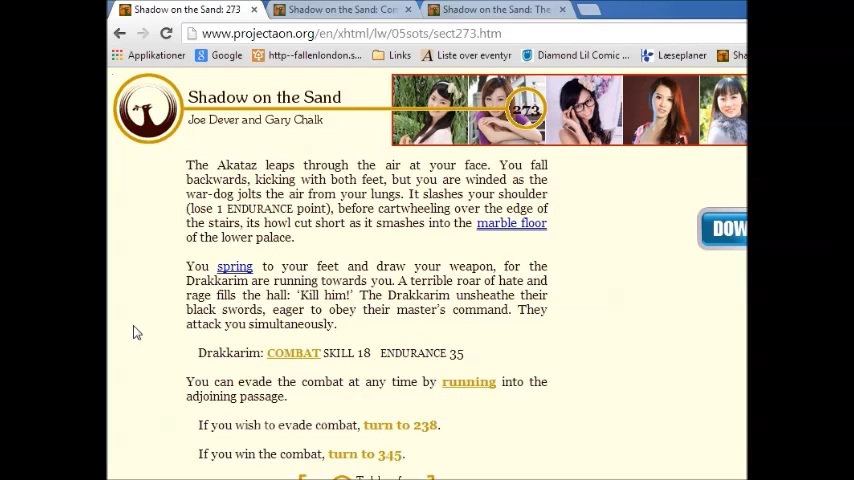 Shadow on the Sand: 273
Shadow on the Sand: Com
Shadow on the Sand: The
www.projectaon.org/en/xhtml/lw/05sots/sect273.htm
Applikationer Google http--fallenlondon.s... Links Liste over eventyr Diamond Lil Comic ... Læseplaner Sha
Shadow on the Sand
273
Joe Dever and Gary Chalk
The Akataz leaps through the air at your face. You fall
backwards, kicking with both feet, but you are winded as the
war-dog jolts the air from your lungs. It slashes your shoulder
(lose 1 ENDURANCE point), before cartwheeling over the edge of
the stairs, its howl cut short as it smashes into the marble floor
of the lower palace.
DOW
You spring to your feet and draw your weapon, for the
Drakkarim are running towards you. A terrible roar of hate and
rage fills the hall: ‘Kill him!’ The Drakkarim unsheathe their
black swords, eager to obey their master’s command. They
attack you simultaneously.
Drakkarim: COMBAT SKILL 18 ENDURANCE 35
You can evade the combat at any time by running into the
adjoining passage.
If you wish to evade combat, turn to 238.
If you win the combat, turn to 345.